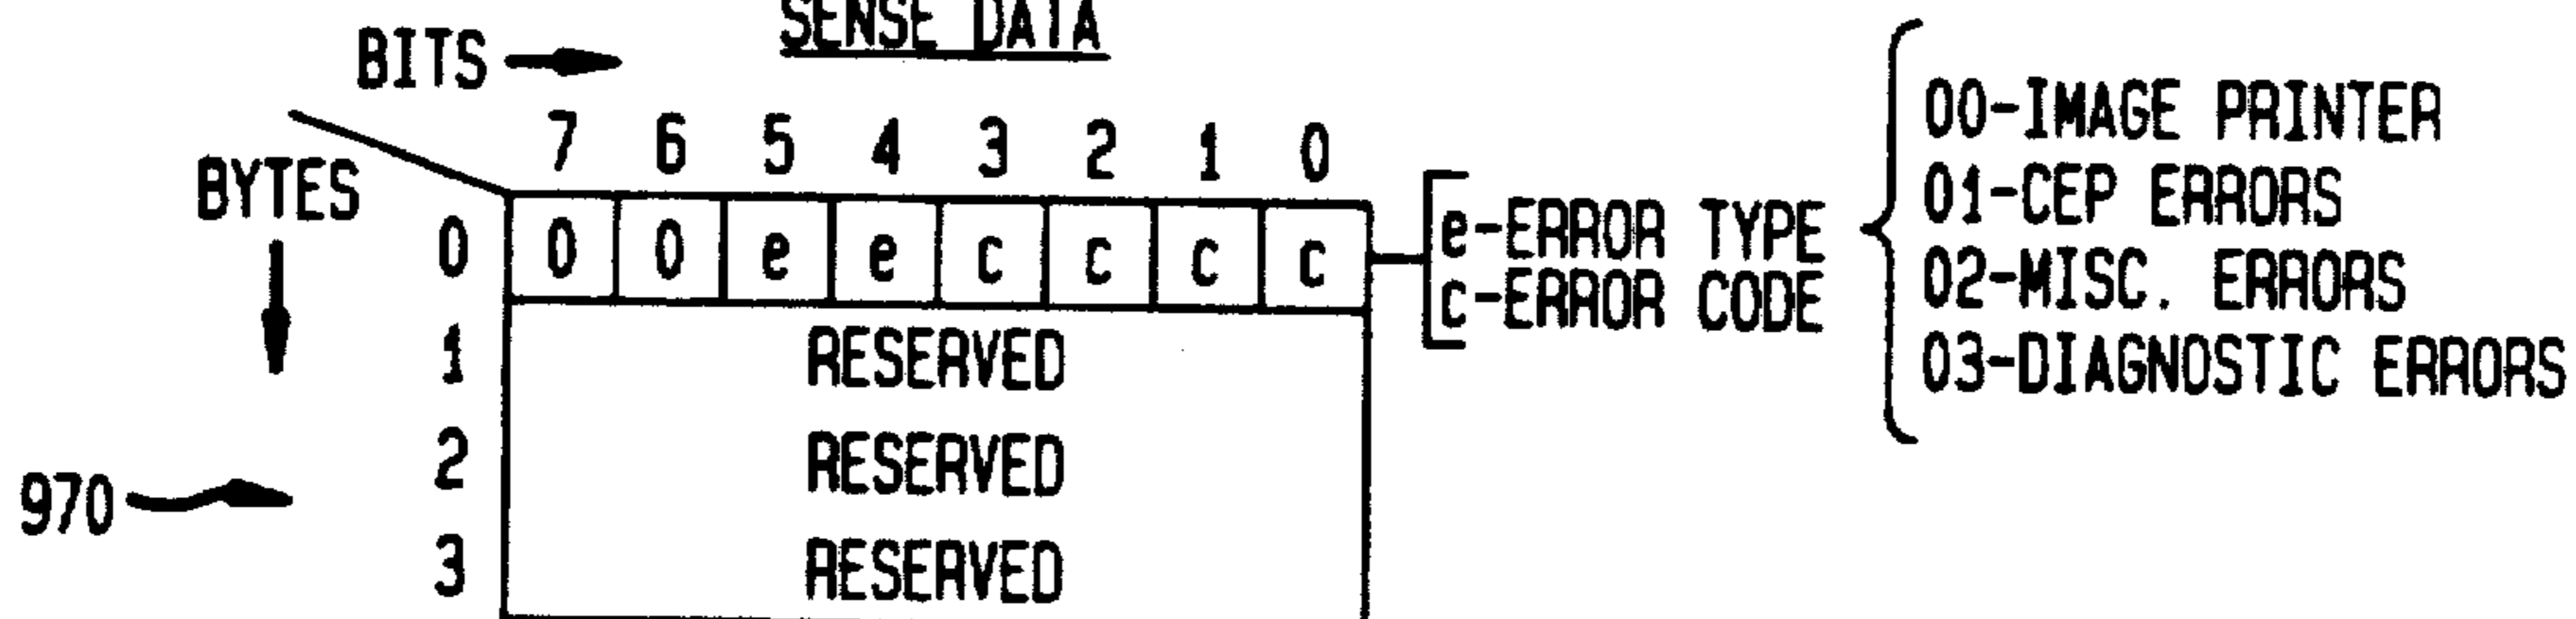 SENSE DATA
BITS
7 6 5 4 3 2 1 0
BYTES
0 0 0 e e c c c c
e-ERROR TYPE
c-ERROR CODE
00-IMAGE PRINTER
01-CEP ERRORS
02-MISC. ERRORS
03-DIAGNOSTIC ERRORS
1 RESERVED
2 RESERVED
970
3 RESERVED